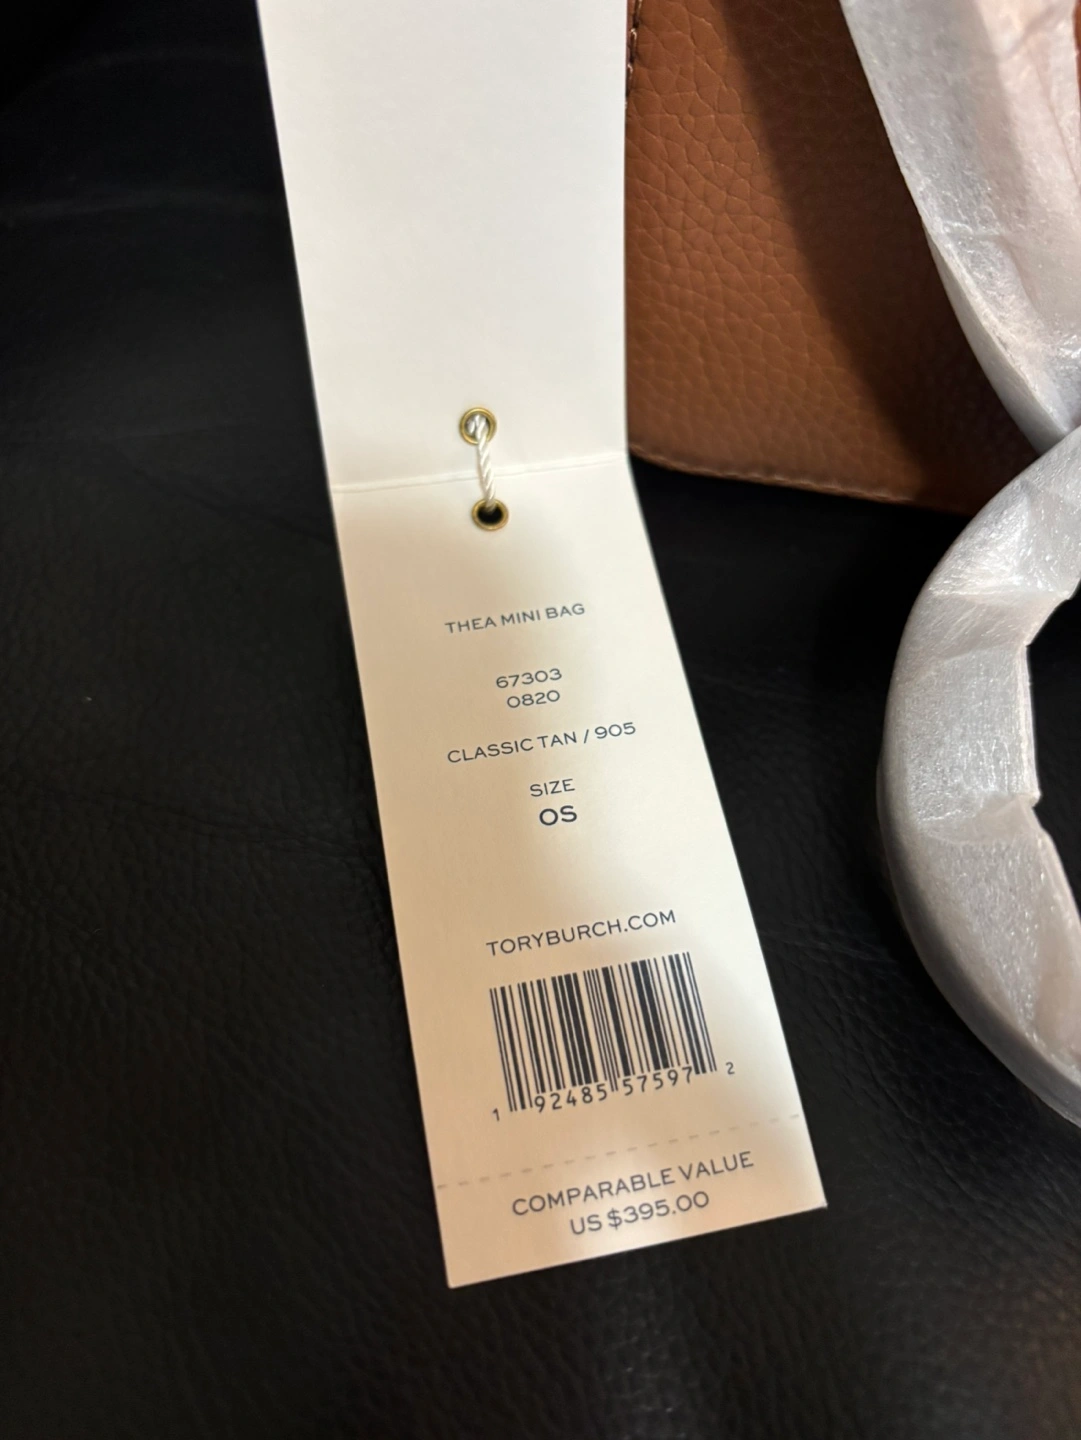 THEA MINI BAG
67303
0820
CLASSIC TAN / 905
SIZE
OS
TORYBURCH.COM
1 92485 57597 2
COMPARABLE VALUE
US $395.00